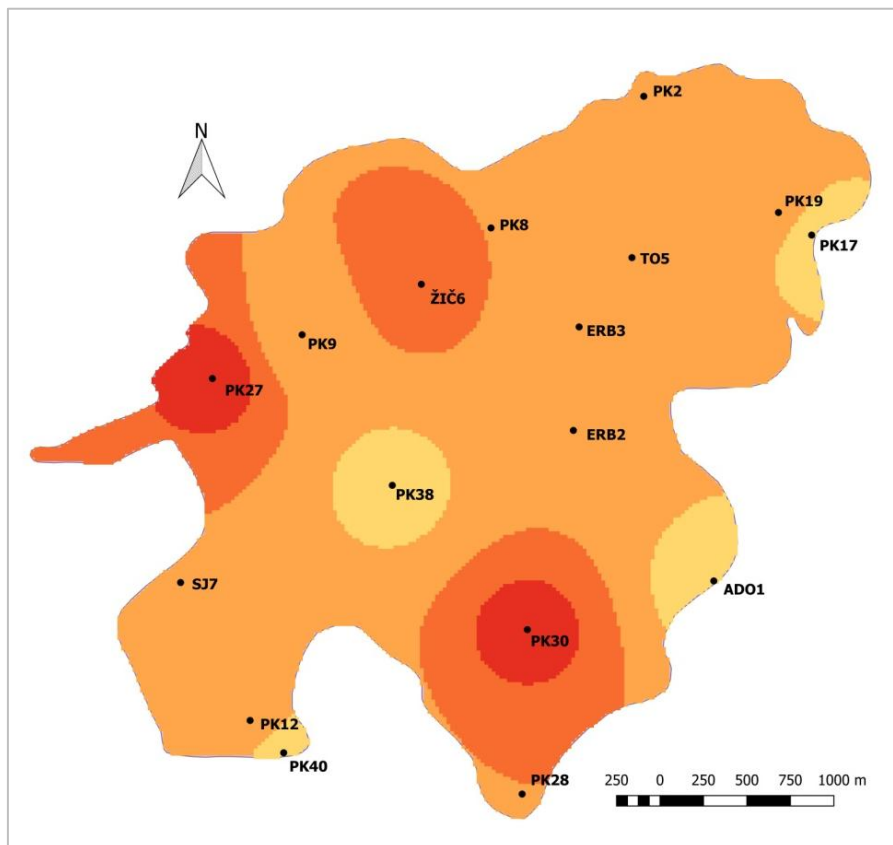 PK2
N
PK19
PK8
PK17
TO5
ŽIČ6
ERB3
PK9
PK27
ERB2
PK38
SJ7
ADO1
PK30
PK12
PK40
PK28
250 0 250 500 750 1000 m